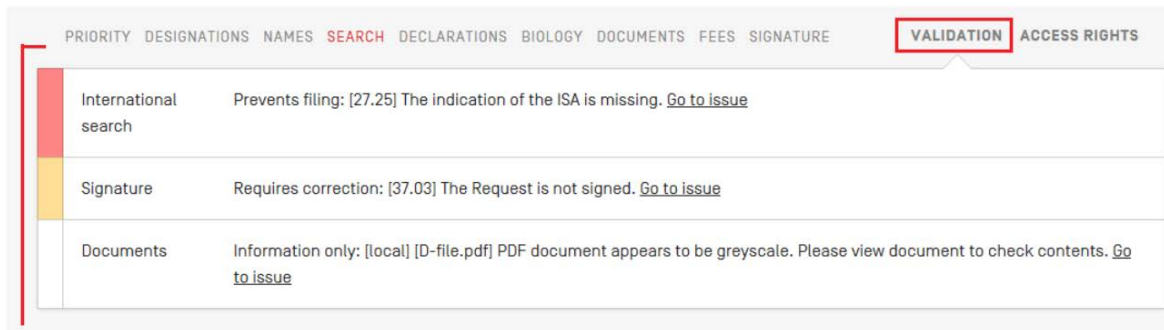 PRIORITY DESIGNATIONS NAMES SEARCH DECLARATIONS BIOLOGY DOCUMENTS FEES SIGNATURE VALIDATION ACCESS RIGHTS
International search
Prevents filing: [27.25] The indication of the ISA is missing. Go to issue
Signature
Requires correction: [37.03] The Request is not signed. Go to issue
Documents
Information only: [local] [D-file.pdf] PDF document appears to be greyscale. Please view document to check contents. Go
to issue